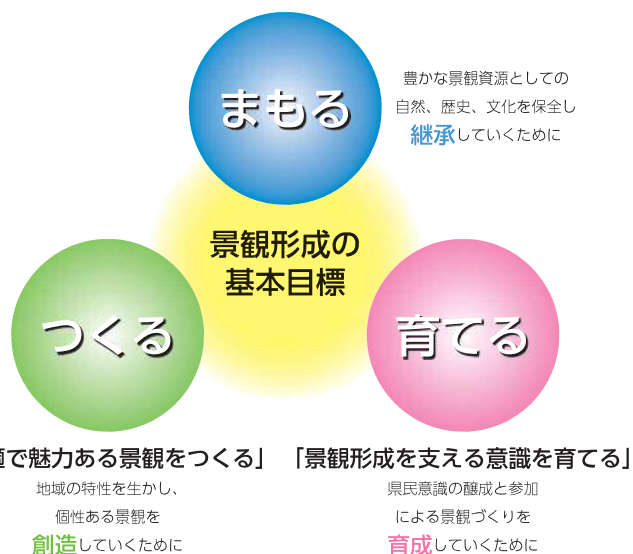 まもる
豊かな景観資源としての
自然、歴史、文化を保全し
継承していくために
景観形成の
基本目標
つくる
育てる
で魅力ある景観をつくる」
地域の特性を生かし、
個性ある景観を
創造していくために
「景観形成を支える意識を育てる」
県民意識の醸成と参加
による景観づくりを
育成していくために